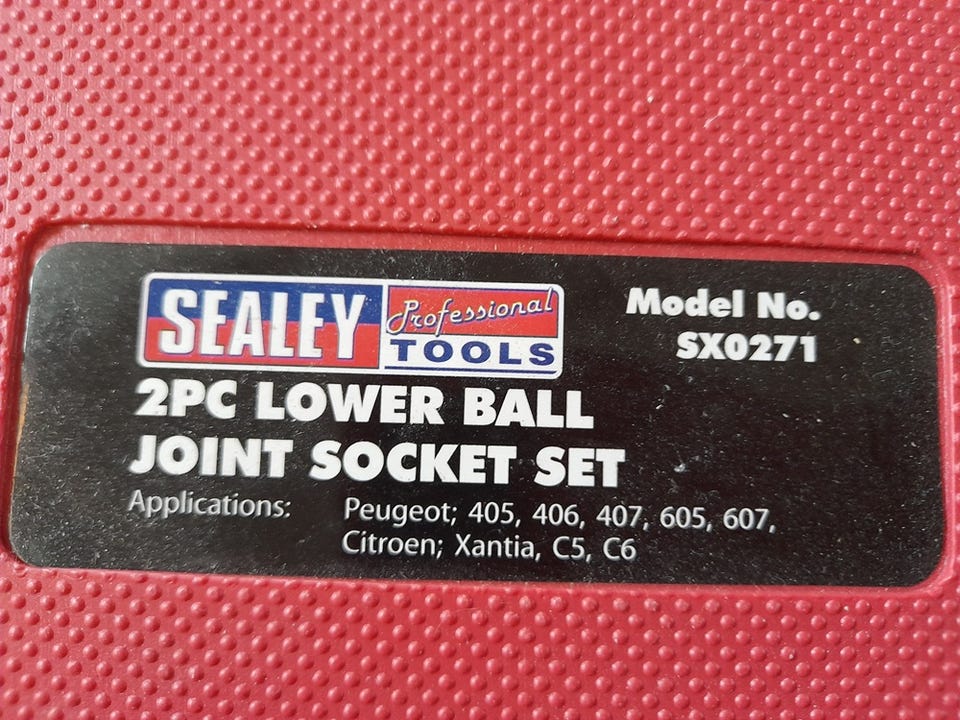 SEALEY Professional TOOLS
Model No.
SX0271
2PC LOWER BALL
JOINT SOCKET SET
Applications: Peugeot; 405, 406, 407, 605, 607,
Citroen; Xantia, C5, C6